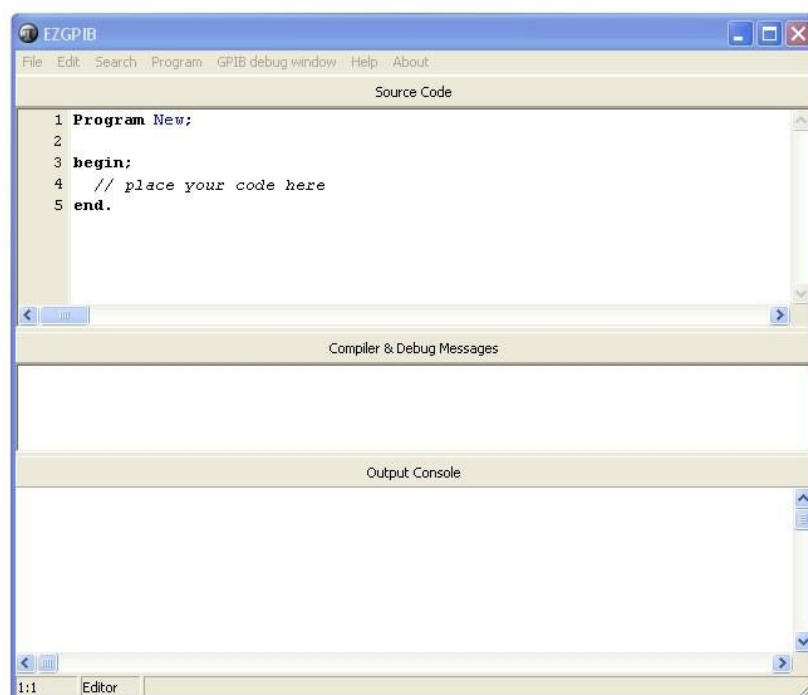 EZGPIB
File Edit Search Program GPIB debug window Help About
Source Code
1 Program New;
2
3 begin;
4 // place your code here
5 end.
Compiler & Debug Messages
Output Console
1:1 Editor